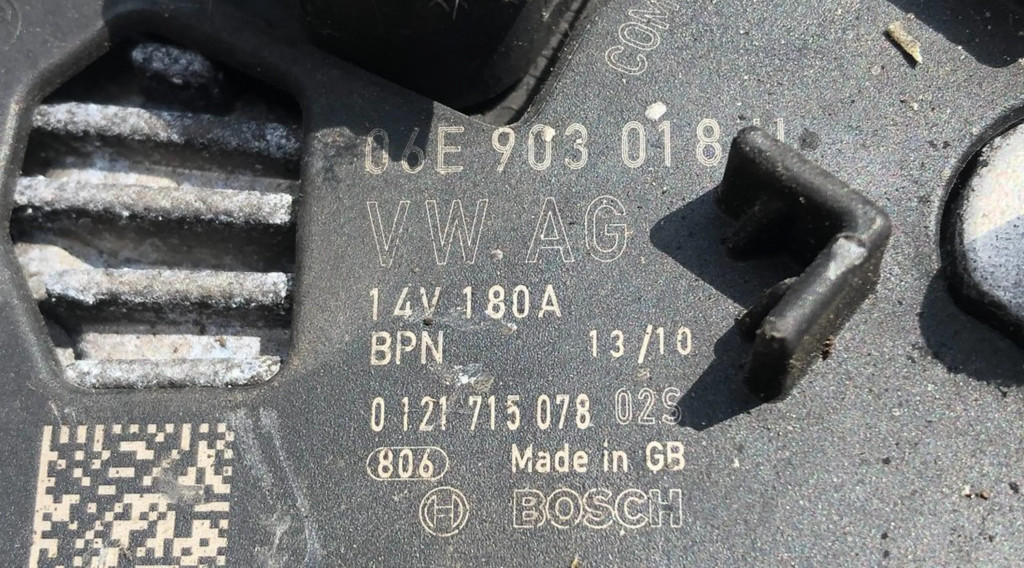 COM
06E 903 018
VW AG
14V 180A
BPN 13/10
0 121 715 078 02S
806 Made in GB
BOSCH